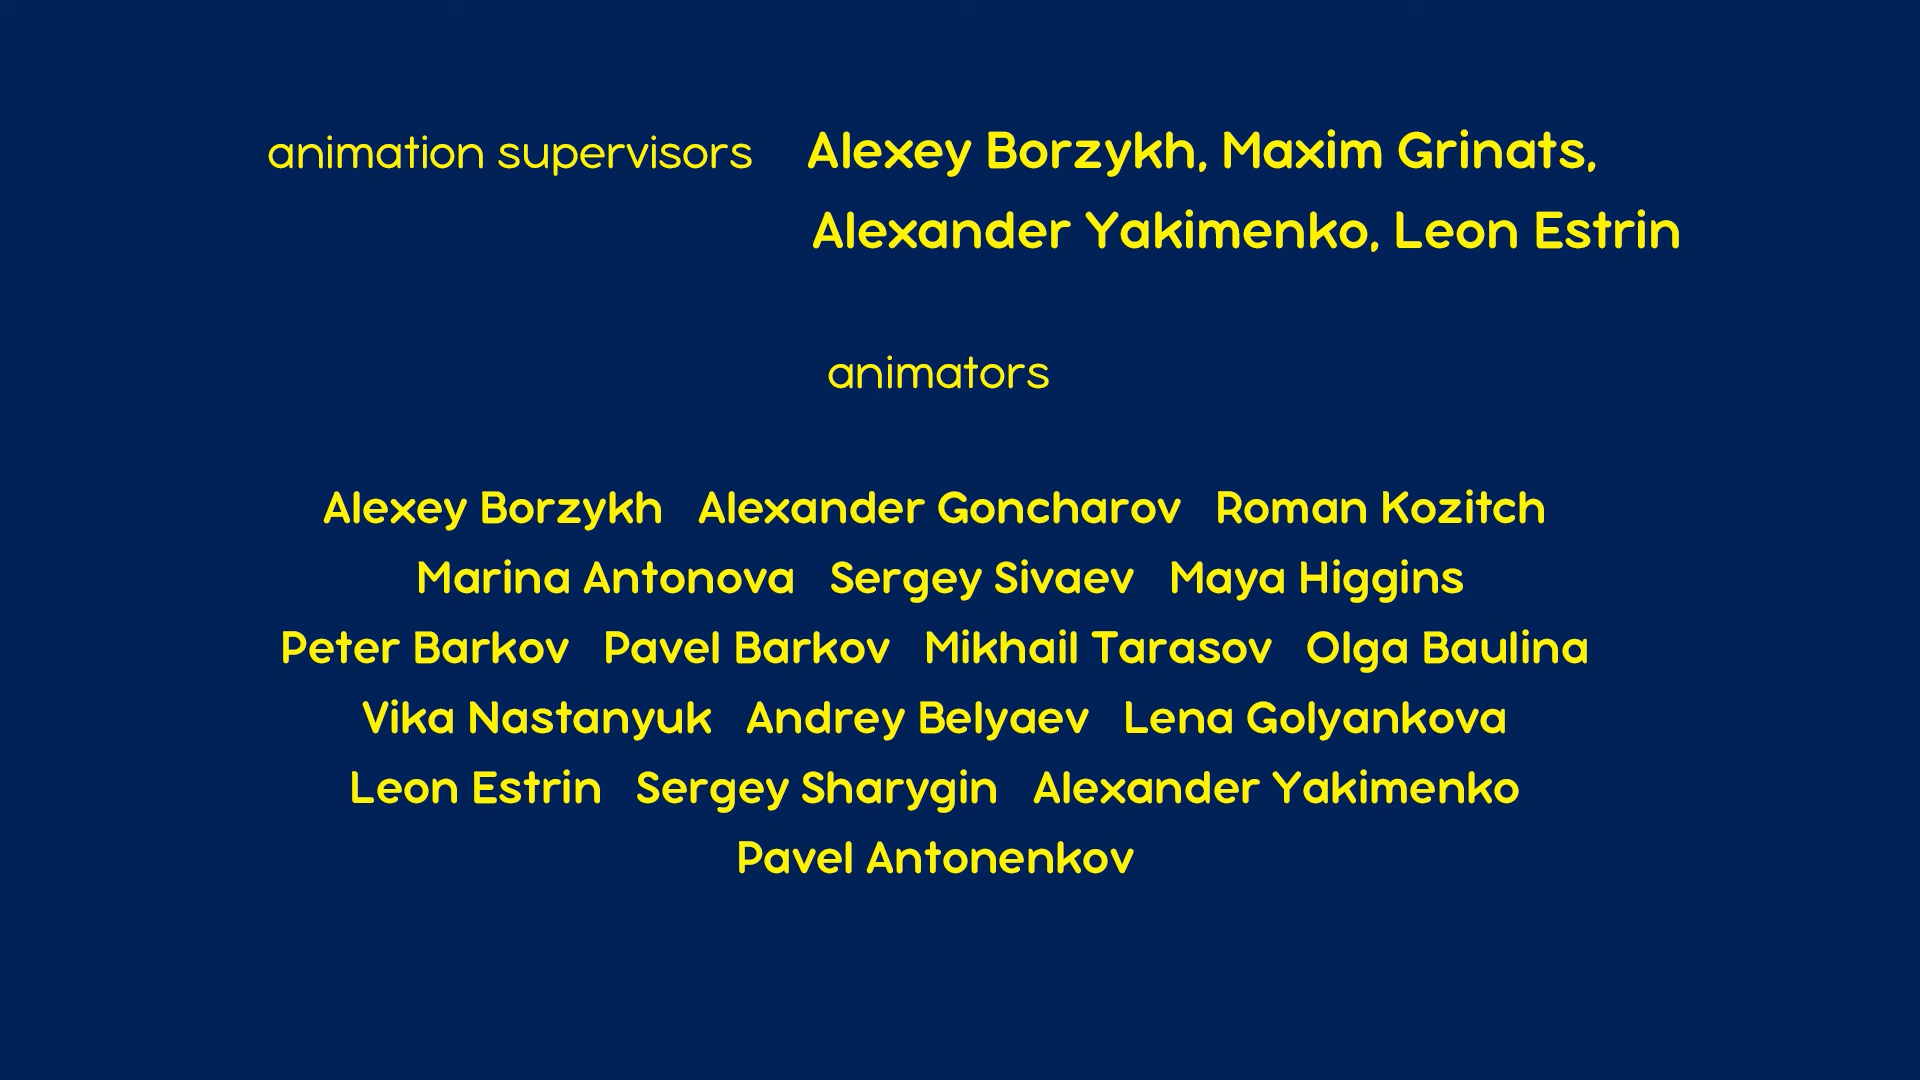 animation supervisors Alexey Borzykh, Maxim Grinats,
Alexander Yakimenko, Leon Estrin
animators
Alexey Borzykh Alexander Goncharov Roman Kozitch
Marina Antonova Sergey Sivaev Maya Higgins
Peter Barkov Pavel Barkov Mikhail Tarasov Olga Baulina
Vika Nastanyuk Andrey Belyaev Lena Golyankova
Leon Estrin Sergey Sharygin Alexander Yakimenko
Pavel Antonenkov